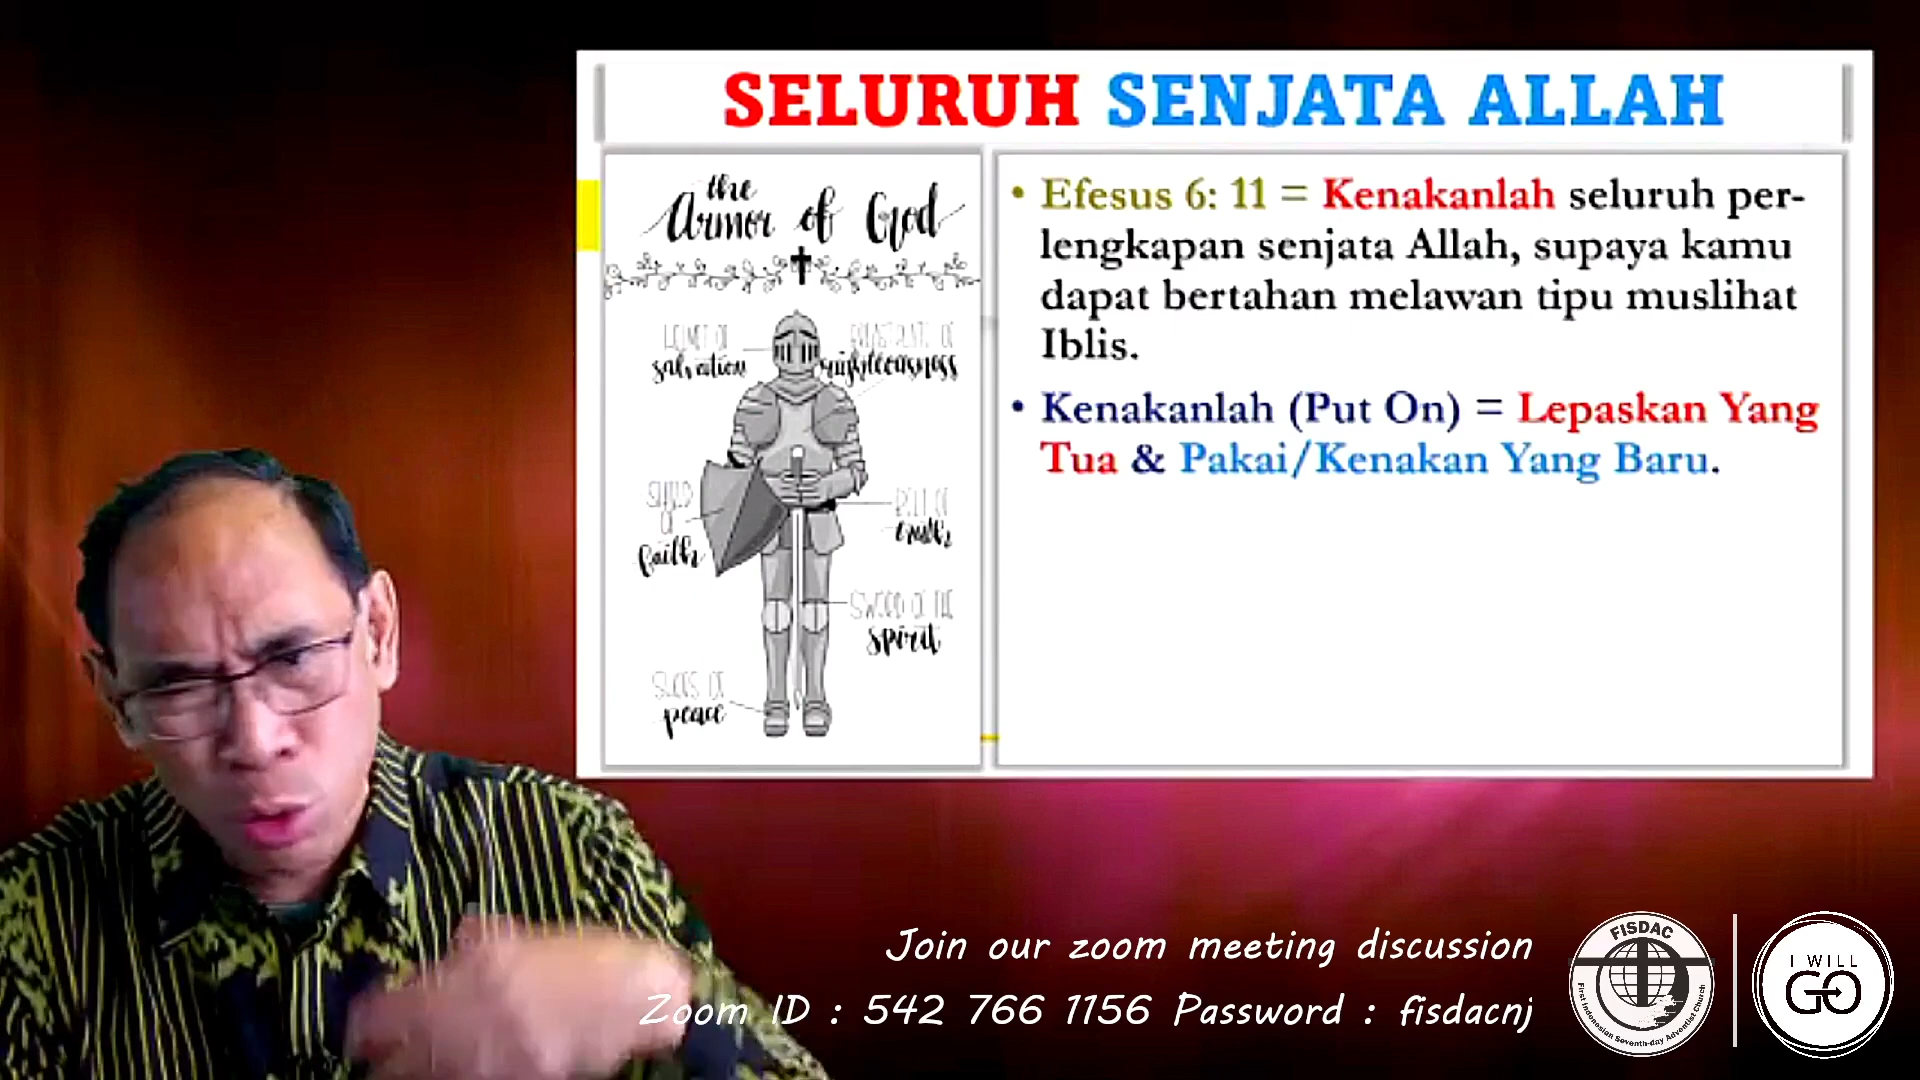 SELURUH SENJATA ALLAH
the
Armor of God
HELMET OF
salvation
BREASTPLATE OF
righteousness
SHIELD
OF
faith
BELT OF
truth
SWORD OF THE
spirit
SHOES OF
peace
• Efesus 6: 11 = Kenakanlah seluruh per-
lengkapan senjata Allah, supaya kamu
dapat bertahan melawan tipu muslihat
Iblis.
• Kenakanlah (Put On) = Lepaskan Yang
Tua & Pakai/Kenakan Yang Baru.
Join our zoom meeting discussion
Zoom ID : 542 766 1156 Password : fisdacnj
FISDAC
First Indonesian Seventh-day Adventist Church
I WILL
GO